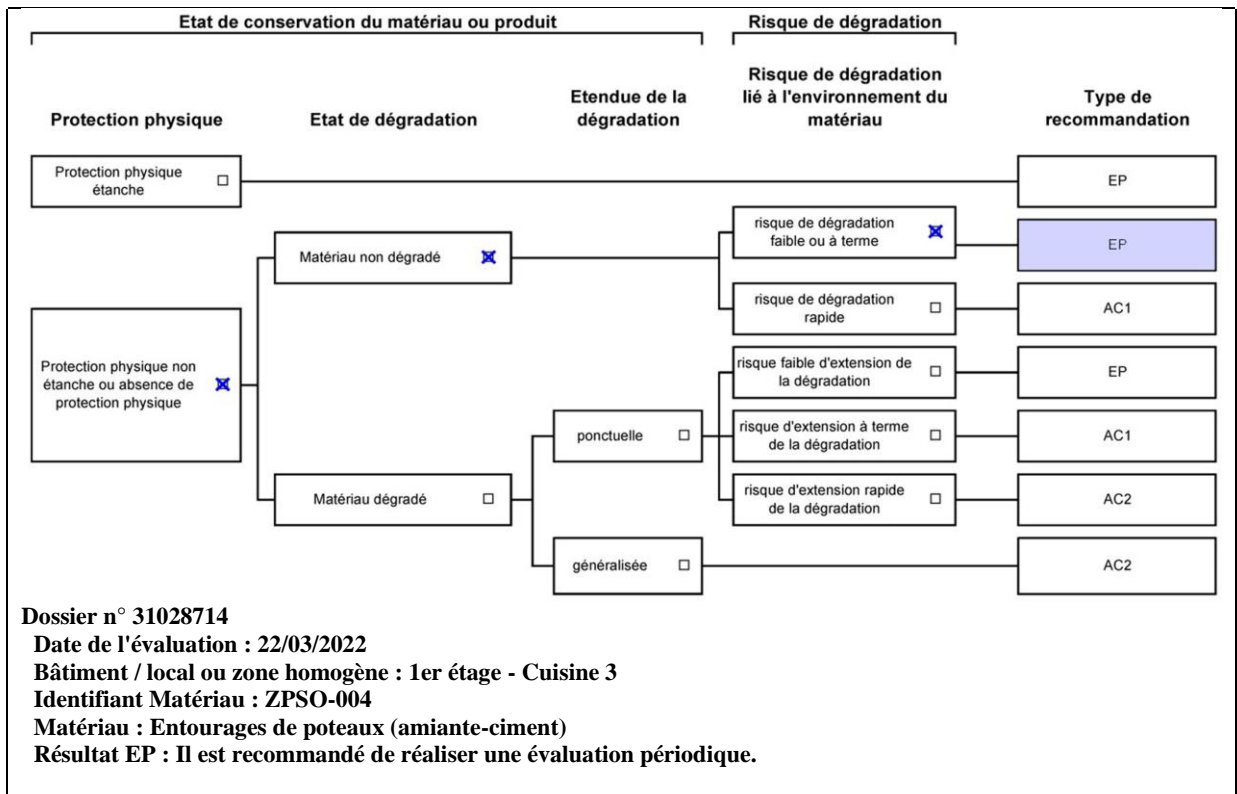 Etat de conservation du matériau ou produit
Risque de dégradation
Protection physique
Etat de dégradation
Etendue de la
dégradation
Risque de dégradation
lié à l'environnement du
matériau
Type de
recommandation
Protection physique
étanche
EP
risque de dégradation
faible ou à terme
EP
Matériau non dégradé
risque de dégradation
rapide
AC1
Protection physique non
étanche ou absence de
protection physique
risque faible d'extension de
la dégradation
EP
ponctuelle
risque d'extension à terme
de la dégradation
AC1
Matériau dégradé
risque d'extension rapide
de la dégradation
AC2
généralisée
AC2
Dossier n° 31028714
Date de l'évaluation : 22/03/2022
Bâtiment / local ou zone homogène : 1er étage - Cuisine 3
Identifiant Matériau : ZPSO-004
Matériau : Entourages de poteaux (amiante-ciment)
Résultat EP : Il est recommandé de réaliser une évaluation périodique.